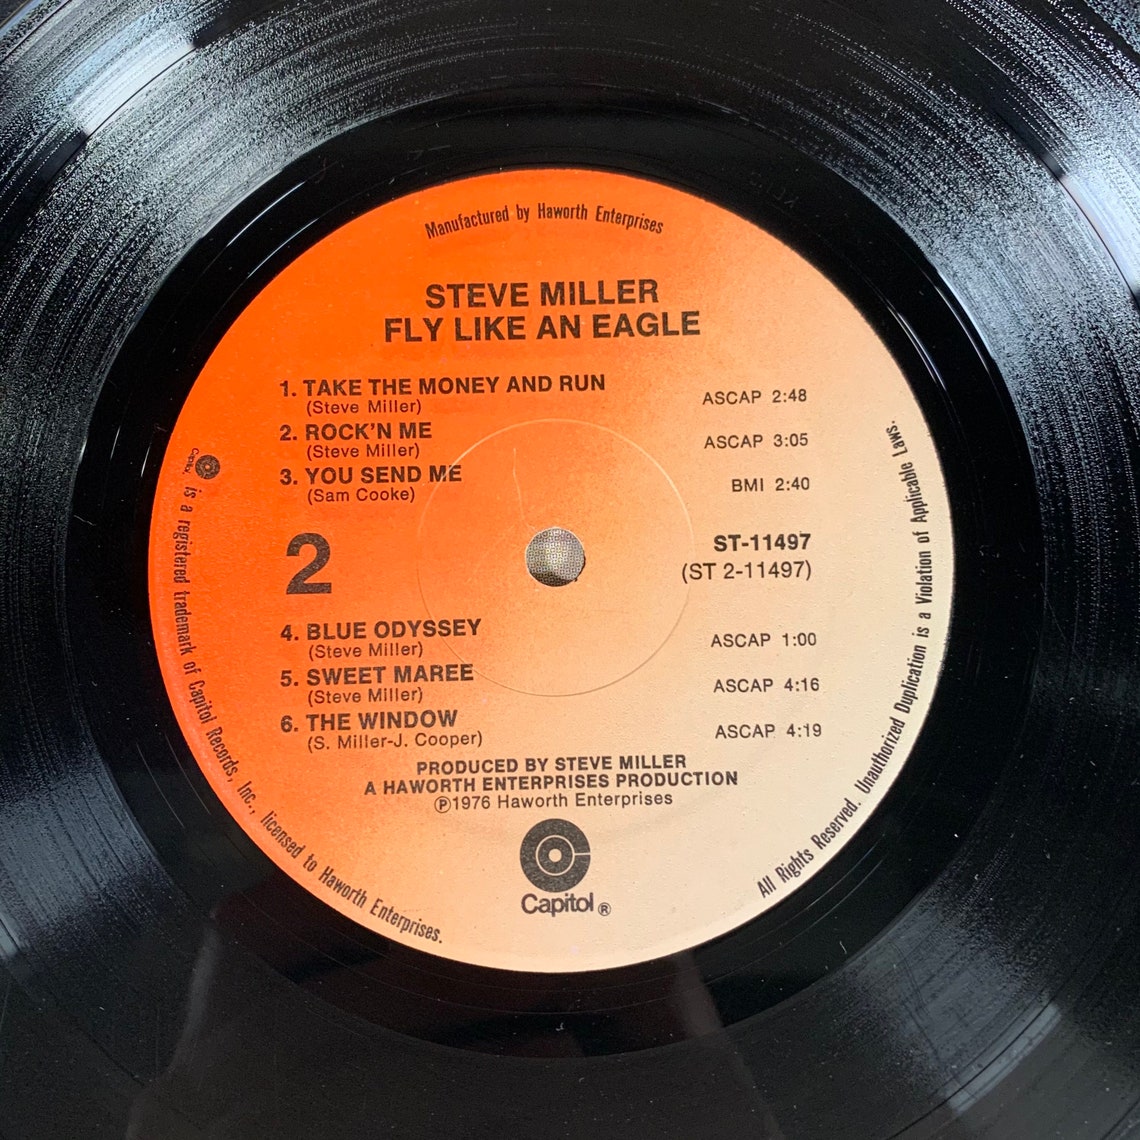 Manufactured by Haworth Enterprises
STEVE MILLER
FLY LIKE AN EAGLE
1. TAKE THE MONEY AND RUN ASCAP 2:48
(Steve Miller)
2. ROCK'N ME ASCAP 3:05
(Steve Miller)
3. YOU SEND ME BMI 2:40
(Sam Cooke)
2
ST-11497
(ST 2-11497)
4. BLUE ODYSSEY ASCAP 1:00
(Steve Miller)
5. SWEET MAREE ASCAP 4:16
(Steve Miller)
6. THE WINDOW ASCAP 4:19
(S. Miller-J. Cooper)
PRODUCED BY STEVE MILLER
A HAWORTH ENTERPRISES PRODUCTION
℗1976 Haworth Enterprises
Capitol®
Capitol. is a registered trademark of Capitol Records, Inc., licensed to Haworth Enterprises.
All Rights Reserved. Unauthorized Duplication is a Violation of Applicable Laws.